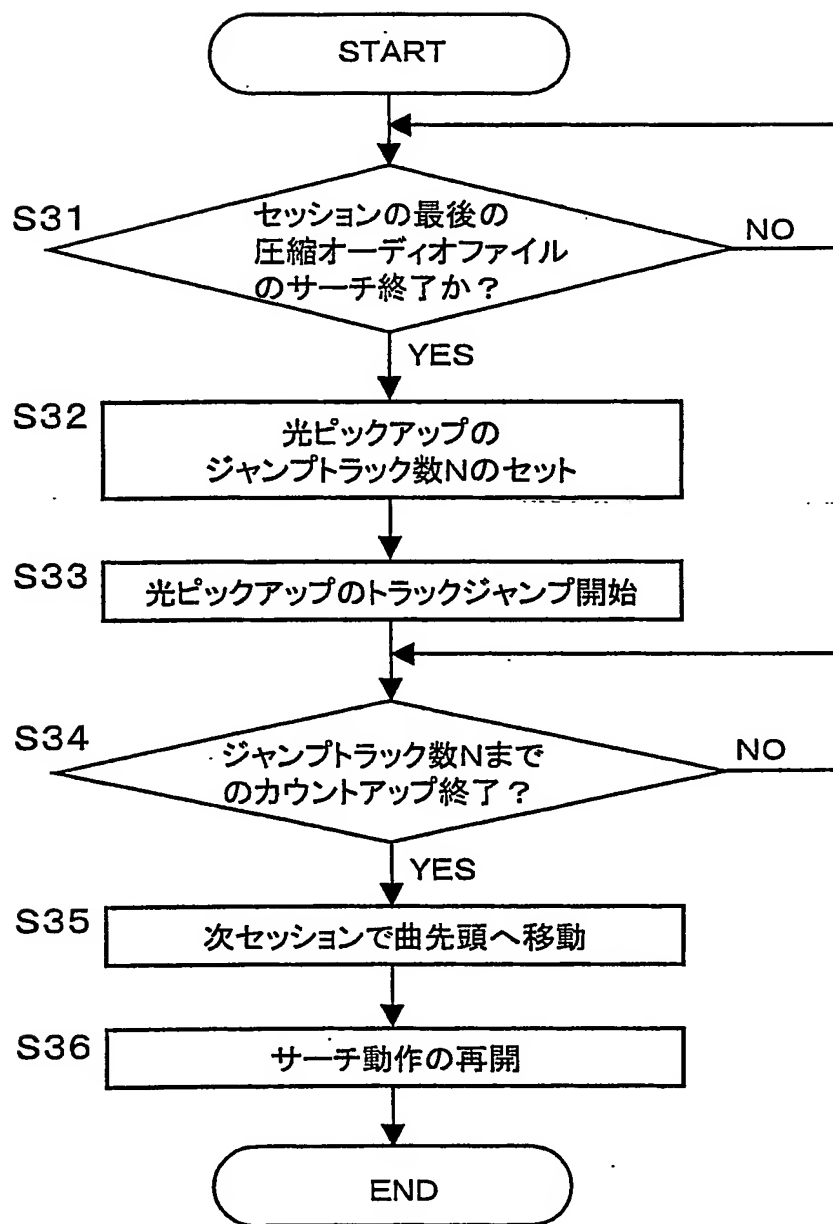 START
S31
セッションの最後の
圧縮オーディオファイル
のサーチ終了か？
NO
YES
S32
光ピックアップの
ジャンプトラック数Nのセット
S33
光ピックアップのトラックジャンプ開始
S34
ジャンプトラック数Nまで
のカウントアップ終了？
NO
YES
S35
次セッションで曲先頭へ移動
S36
サーチ動作の再開
END